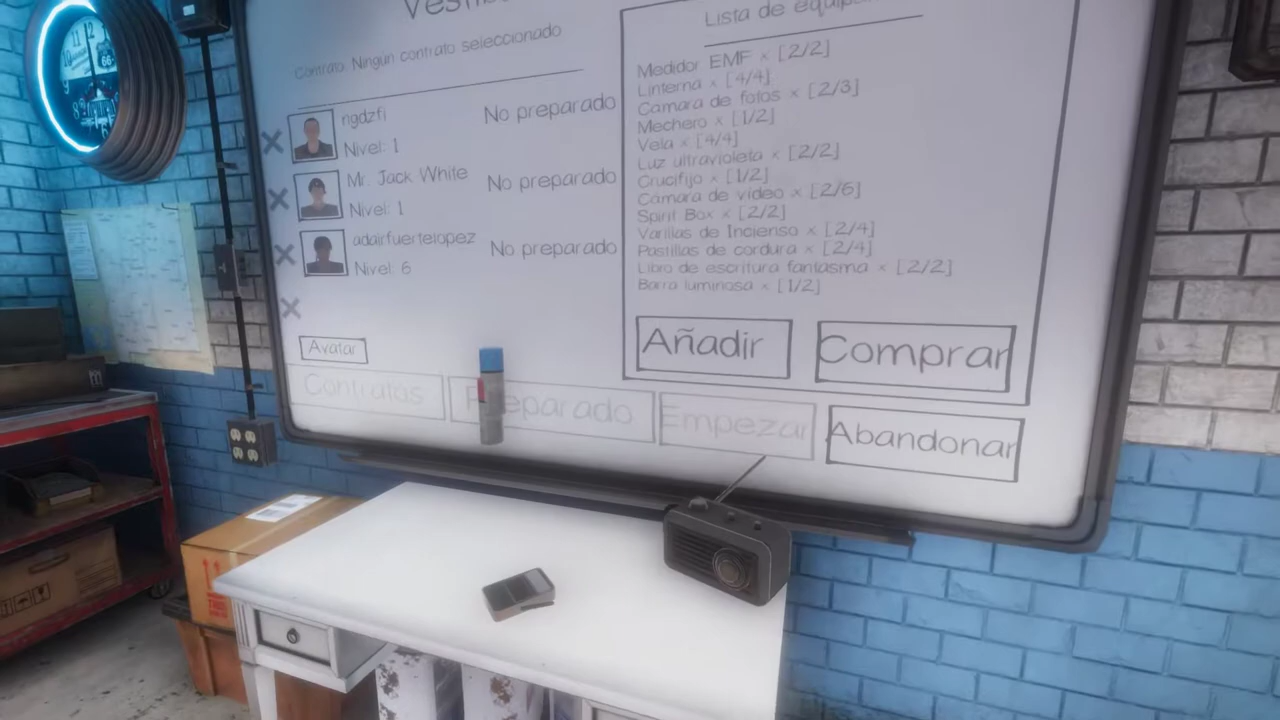 Contrato: Ningún contrato seleccionado
ngdzfi
Nivel: 1
No preparado
Mr. Jack White
Nivel: 1
No preparado
adairfuertelopez
Nivel: 6
No preparado
Avatar
Contratos
Preparado
Empezar
Abandonar
Lista de
Medidor EMF x [2/2]
Linterna x [4/4]
Cámara de fotos x [2/3]
Mechero x [1/2]
Vela x [4/4]
Luz ultravioleta x [2/2]
Crucifijo x [1/2]
Cámara de vídeo x [2/6]
Spirit Box x [2/2]
Varillas de Incienso x [2/4]
Pastillas de cordura x [2/4]
Libro de escritura fantasma x [2/2]
Barra luminosa x [1/2]
Añadir
Comprar